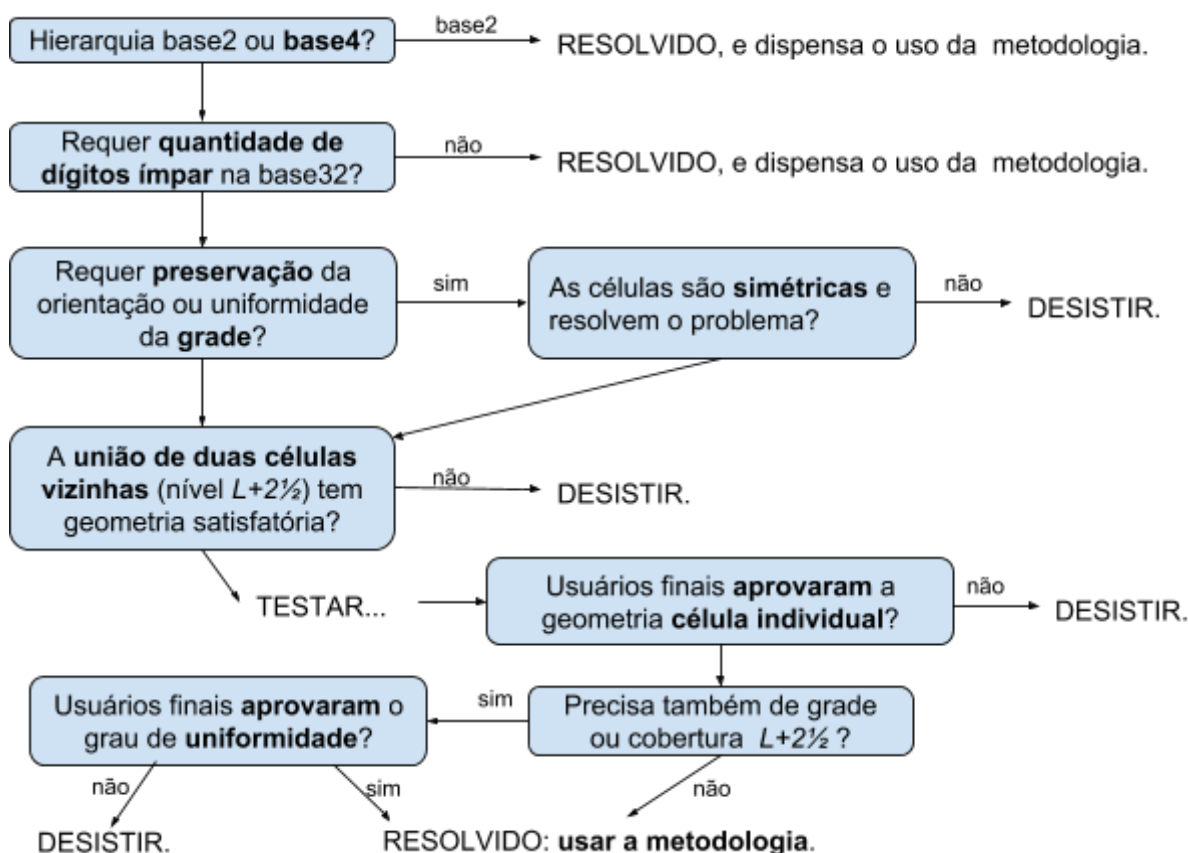 Hierarquia base2 ou base4?
base2
RESOLVIDO, e dispensa o uso da metodologia.
Requer quantidade de
dígitos ímpar na base32?
não
RESOLVIDO, e dispensa o uso da metodologia.
Requer preservação da
orientação ou uniformidade
da grade?
sim
As células são simétricas e
resolvem o problema?
não
DESISTIR.
A união de duas células
vizinhas (nível L+2½) tem
geometria satisfatória?
não
DESISTIR.
TESTAR...
Usuários finais aprovaram a
geometria célula individual?
não
DESISTIR.
Precisa também de grade
ou cobertura L+2½ ?
sim
Usuários finais aprovaram o
grau de uniformidade?
não
sim
não
DESISTIR.
RESOLVIDO: usar a metodologia.